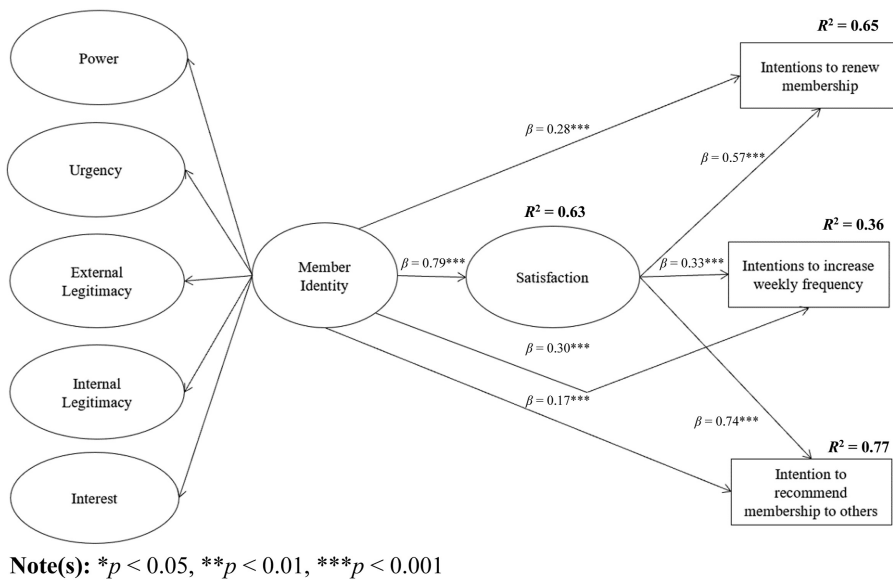 Power
Urgency
External
Legitimacy
Internal
Legitimacy
Interest
Member
Identity
β = 0.79***
R² = 0.63
Satisfaction
β = 0.28***
β = 0.57***
β = 0.33***
β = 0.30***
β = 0.17***
β = 0.74***
R² = 0.65
Intentions to renew
membership
R² = 0.36
Intentions to increase
weekly frequency
R² = 0.77
Intention to
recommend
membership to others
Note(s): *p < 0.05, **p < 0.01, ***p < 0.001